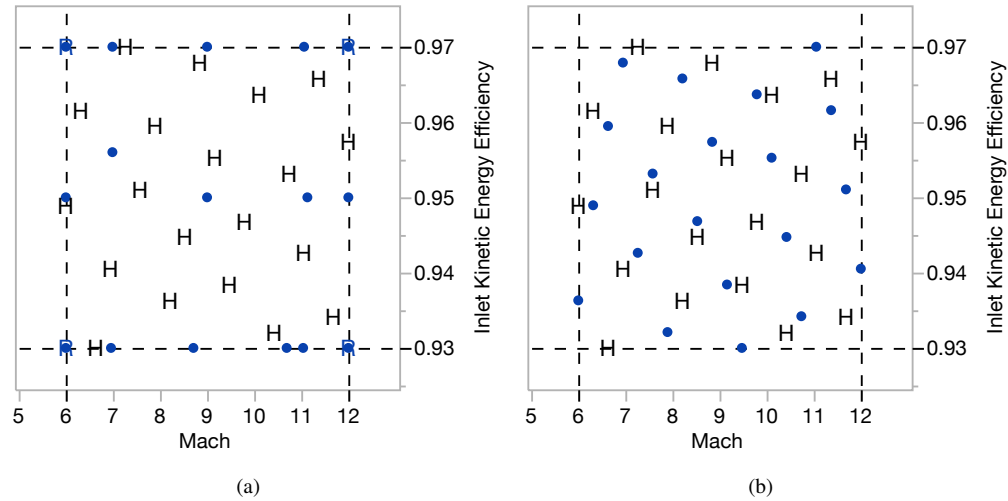 R H R 0.97
H
H
H
H
H 0.96
H
H
H
0.95
H
H
H
H
H 0.94
H
H
H
H
R H R 0.93
5 6 7 8 9 10 11 12
Mach
Inlet Kinetic Energy Efficiency
(a)
H 0.97
H
H
H
H
H 0.96
H
H
H
H 0.95
H
H
H
H 0.94
H
H
H
H
H 0.93
5 6 7 8 9 10 11 12
Mach
Inlet Kinetic Energy Efficiency
(b)